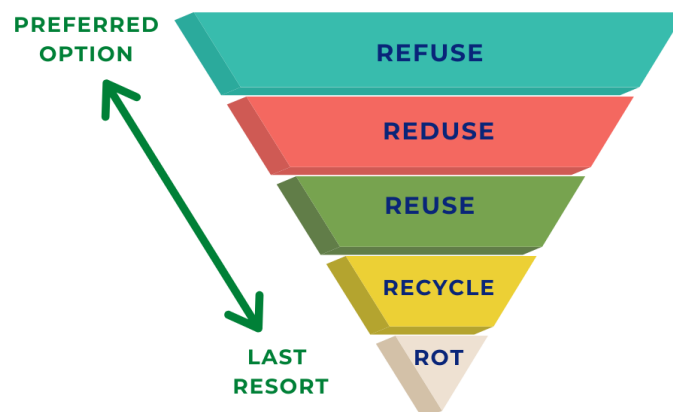 PREFERRED
OPTION
REFUSE
REDUSE
REUSE
RECYCLE
ROT
LAST
RESORT